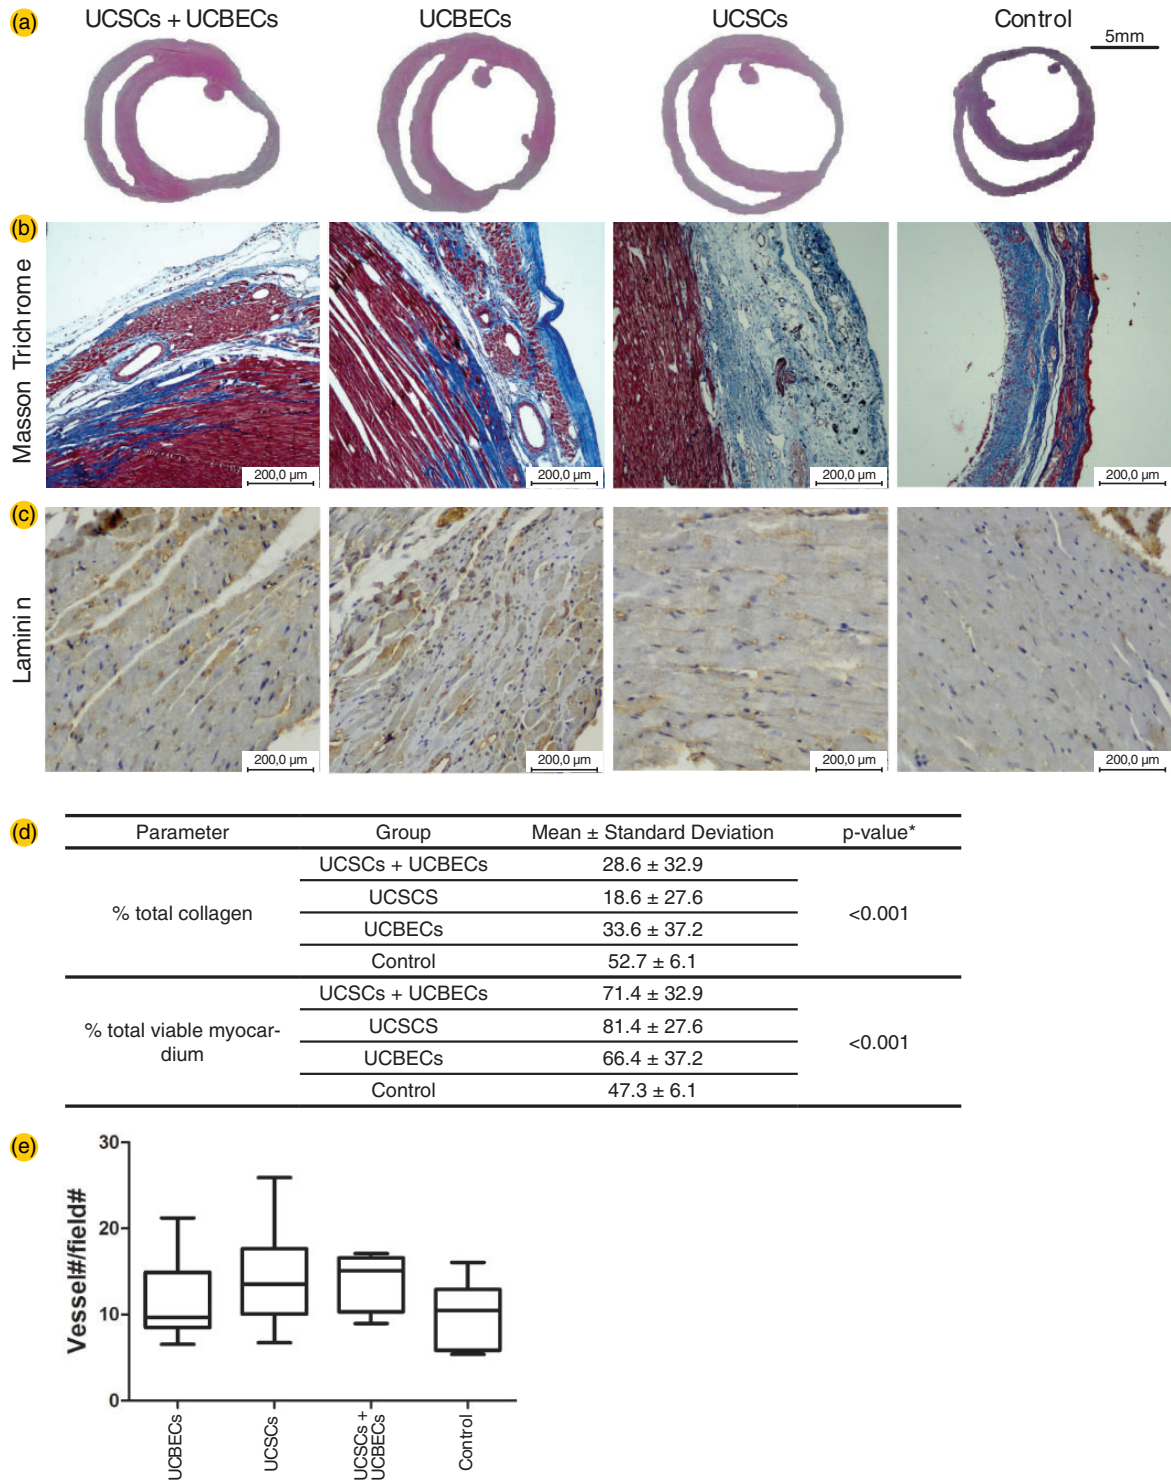 (a)
UCSCs + UCBECs
UCBECs
UCSCs
Control
5mm
(b)
Masson Trichrome
200,0 µm
200,0 µm
200,0 µm
200,0 µm
(c)
Laminin
200,0 µm
200,0 µm
200,0 µm
200,0 µm
(d)
Parameter Group Mean ± Standard Deviation p-value*
% total collagen
UCSCs + UCBECs 28.6 ± 32.9
UCSCS 18.6 ± 27.6
UCBECs 33.6 ± 37.2
Control 52.7 ± 6.1
<0.001
% total viable myocar-
dium
UCSCs + UCBECs 71.4 ± 32.9
UCSCS 81.4 ± 27.6
UCBECs 66.4 ± 37.2
Control 47.3 ± 6.1
<0.001
(e)
Vessel#/field#
30
20
10
0
UCBECs
UCSCs
UCSCs +
UCBECs
Control